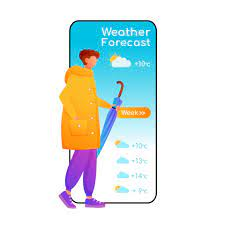 Weather
Forecast
+10°c
Week >>
+10°c
+13°c
+14°c
+9°c